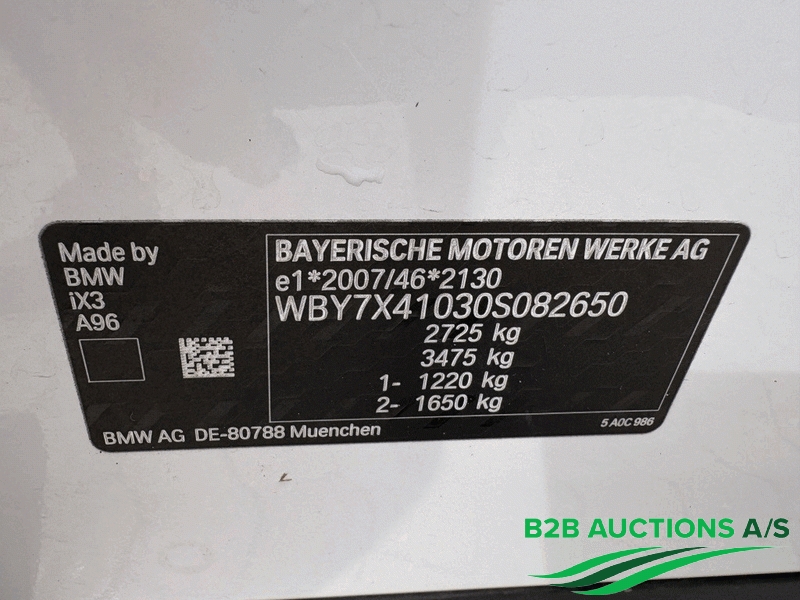 Made by
BMW
iX3
A96
BAYERISCHE MOTOREN WERKE AG
e1*2007/46*2130
WBY7X41030S082650
2725 kg
3475 kg
1- 1220 kg
2- 1650 kg
BMW AG DE-80788 Muenchen
5 A0C 986
B2B AUCTIONS A/S